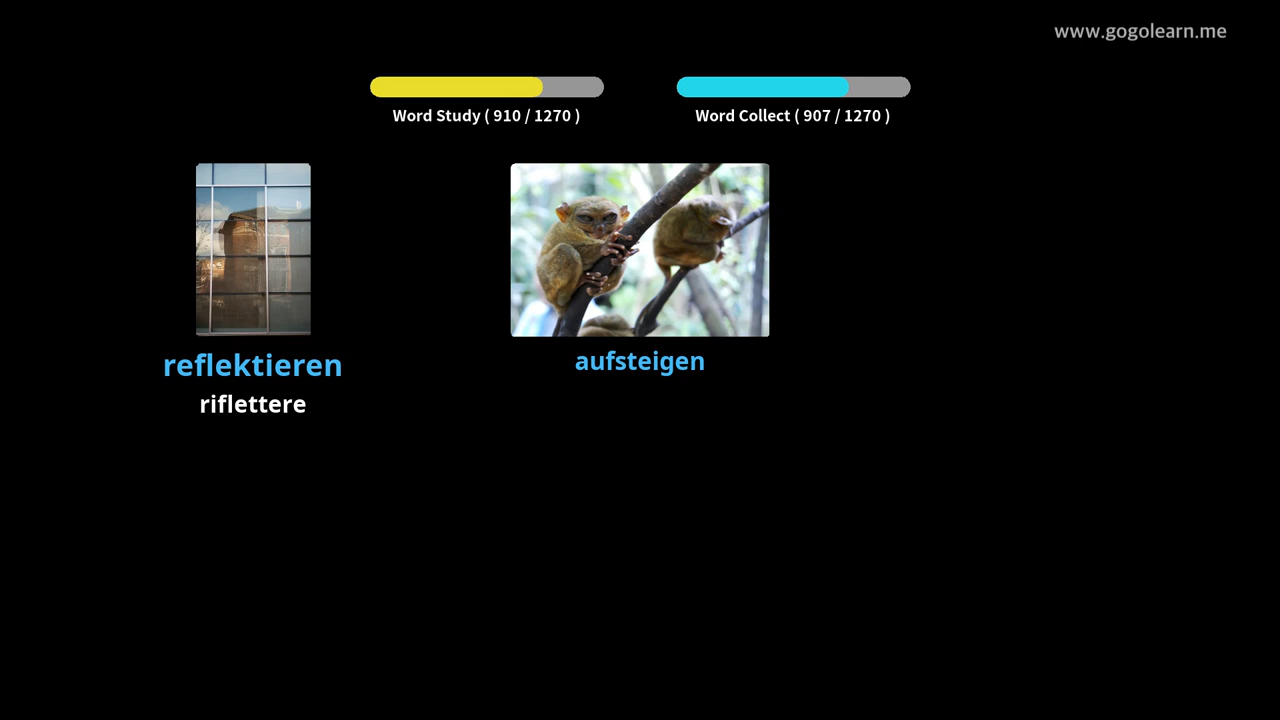 www.gogolearn.me
Word Study ( 910 / 1270 )
Word Collect ( 907 / 1270 )
reflektieren
riflettere
aufsteigen